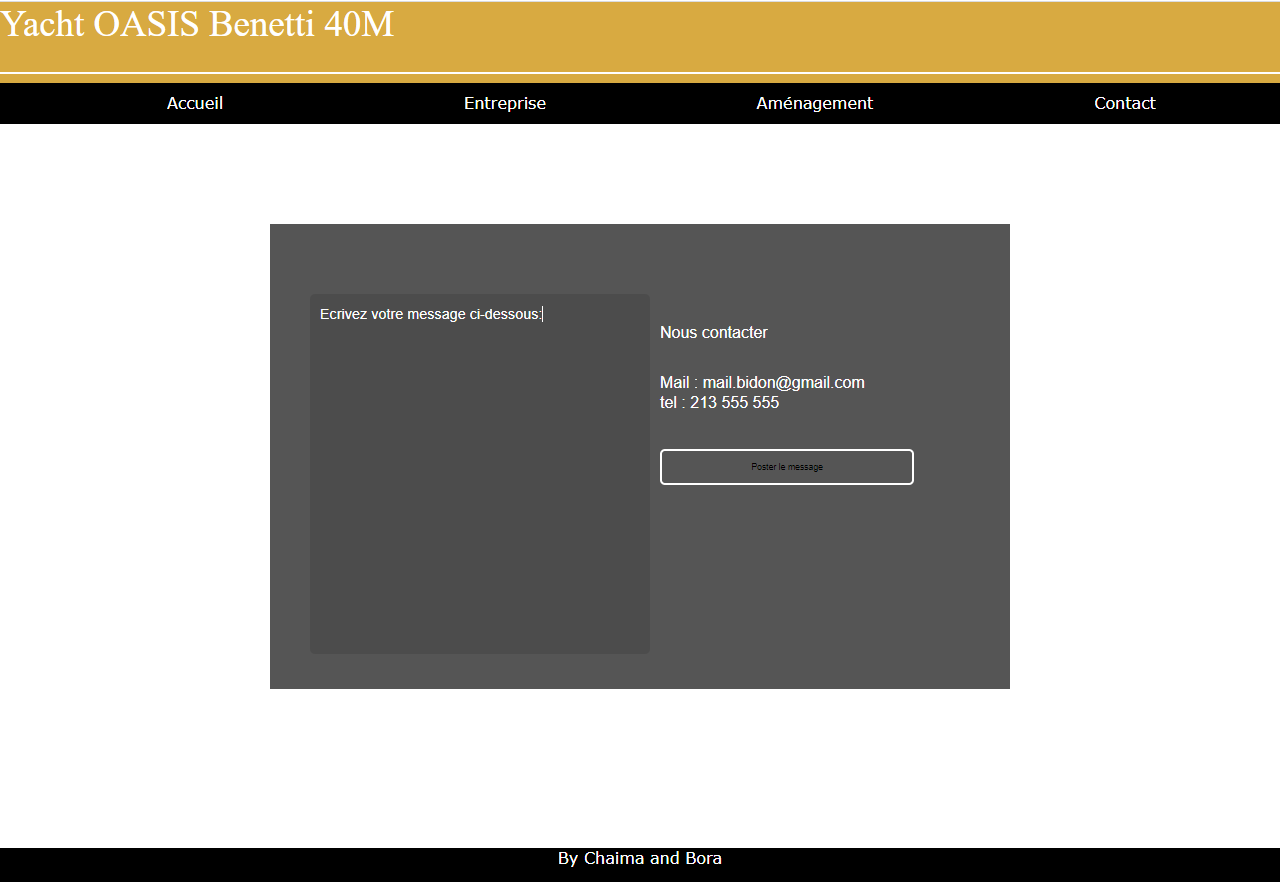 Yacht OASIS Benetti 40M
Accueil Entreprise Aménagement Contact
Ecrivez votre message ci-dessous:
Nous contacter
Mail : mail.bidon@gmail.com
tel : 213 555 555
Poster le message
By Chaima and Bora